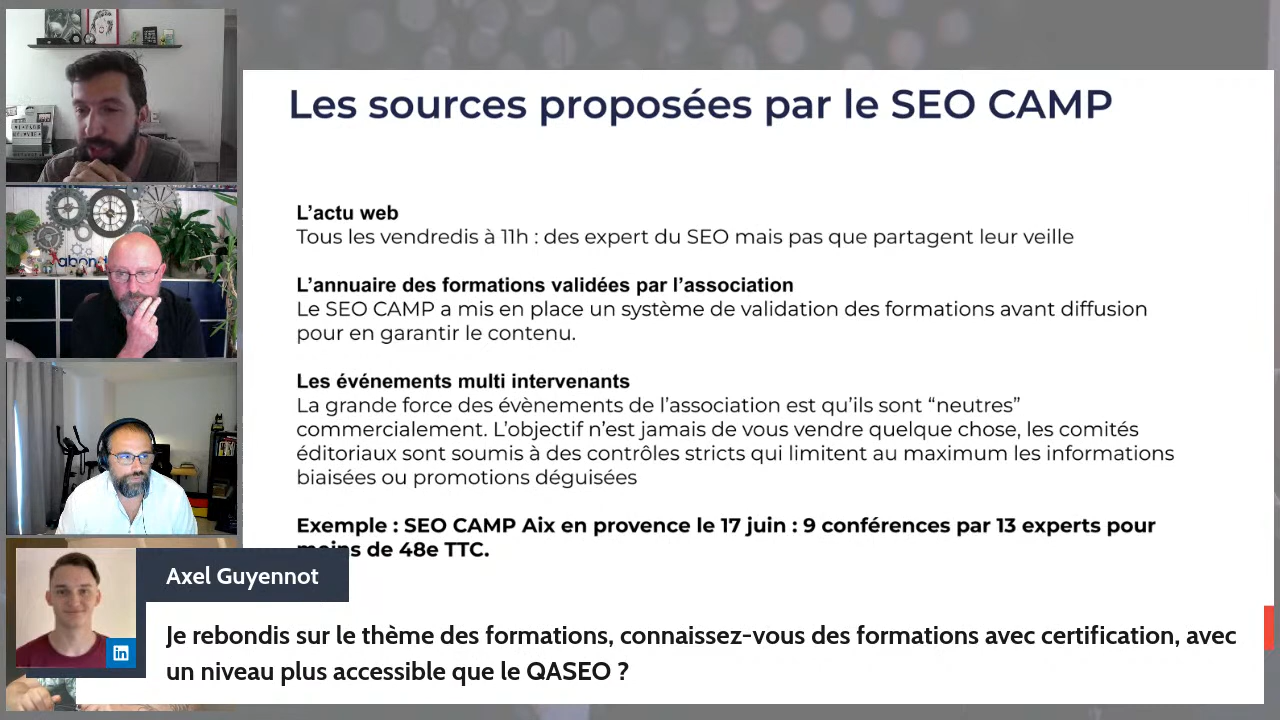 Les sources proposées par le SEO CAMP
L'actu web
Tous les vendredis à 11h : des expert du SEO mais pas que partagent leur veille
L'annuaire des formations validées par l'association
Le SEO CAMP a mis en place un système de validation des formations avant diffusion
pour en garantir le contenu.
Les événements multi intervenants
La grande force des évènements de l'association est qu'ils sont “neutres”
commercialement. L'objectif n'est jamais de vous vendre quelque chose, les comités
éditoriaux sont soumis à des contrôles stricts qui limitent au maximum les informations
biaisées ou promotions déguisées
Exemple : SEO CAMP Aix en provence le 17 juin : 9 conférences par 13 experts pour
moins de 48e TTC.
Axel Guyennot
in
Je rebondis sur le thème des formations, connaissez-vous des formations avec certification, avec
un niveau plus accessible que le QASEO ?